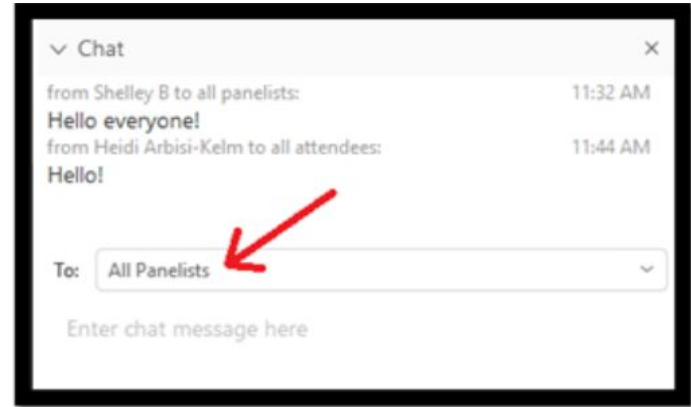 Chat
from Shelley B to all panelists: 11:32 AM
Hello everyone!
from Heidi Arbisi-Kelm to all attendees: 11:44 AM
Hello!
To: All Panelists
Enter chat message here